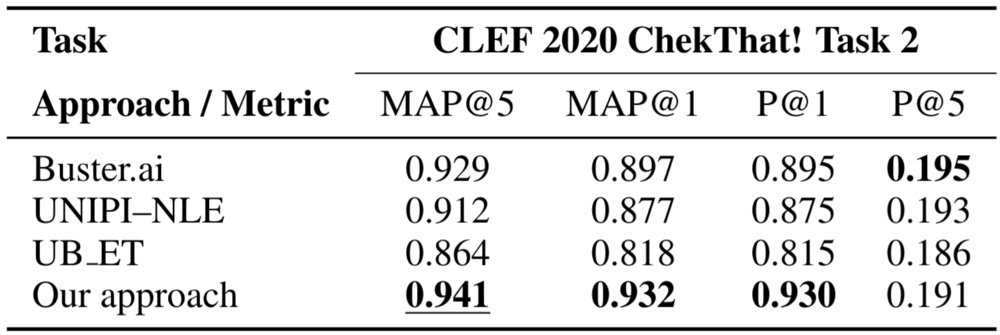 Task CLEF 2020 ChekThat! Task 2
Approach / Metric MAP@5 MAP@1 P@1 P@5
Buster.ai 0.929 0.897 0.895 0.195
UNIPI–NLE 0.912 0.877 0.875 0.193
UB_ET 0.864 0.818 0.815 0.186
Our approach 0.941 0.932 0.930 0.191